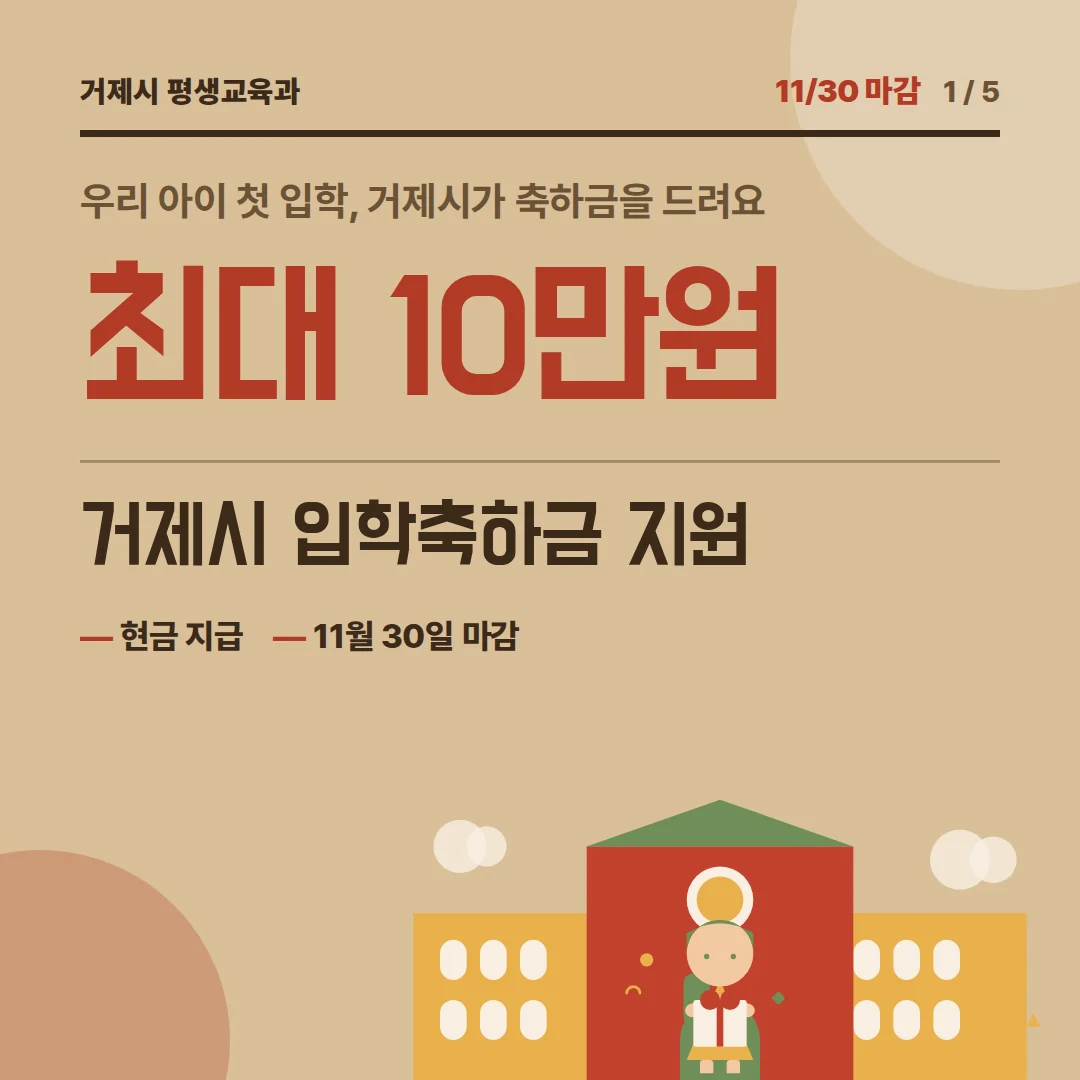 거제시 평생교육과
11/30 마감 1 / 5
우리 아이 첫 입학, 거제시가 축하금을 드려요
최대 10만원
거제시 입학축하금 지원
— 현금 지급 — 11월 30일 마감